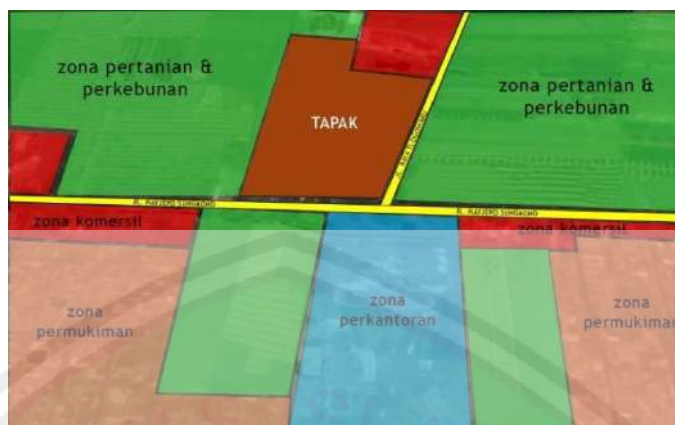 zona pertanian &
perkebunan
zona pertanian &
perkebunan
TAPAK
zona komersil
zona komersil
zona
permukiman
zona
perkantoran
zona
permukiman